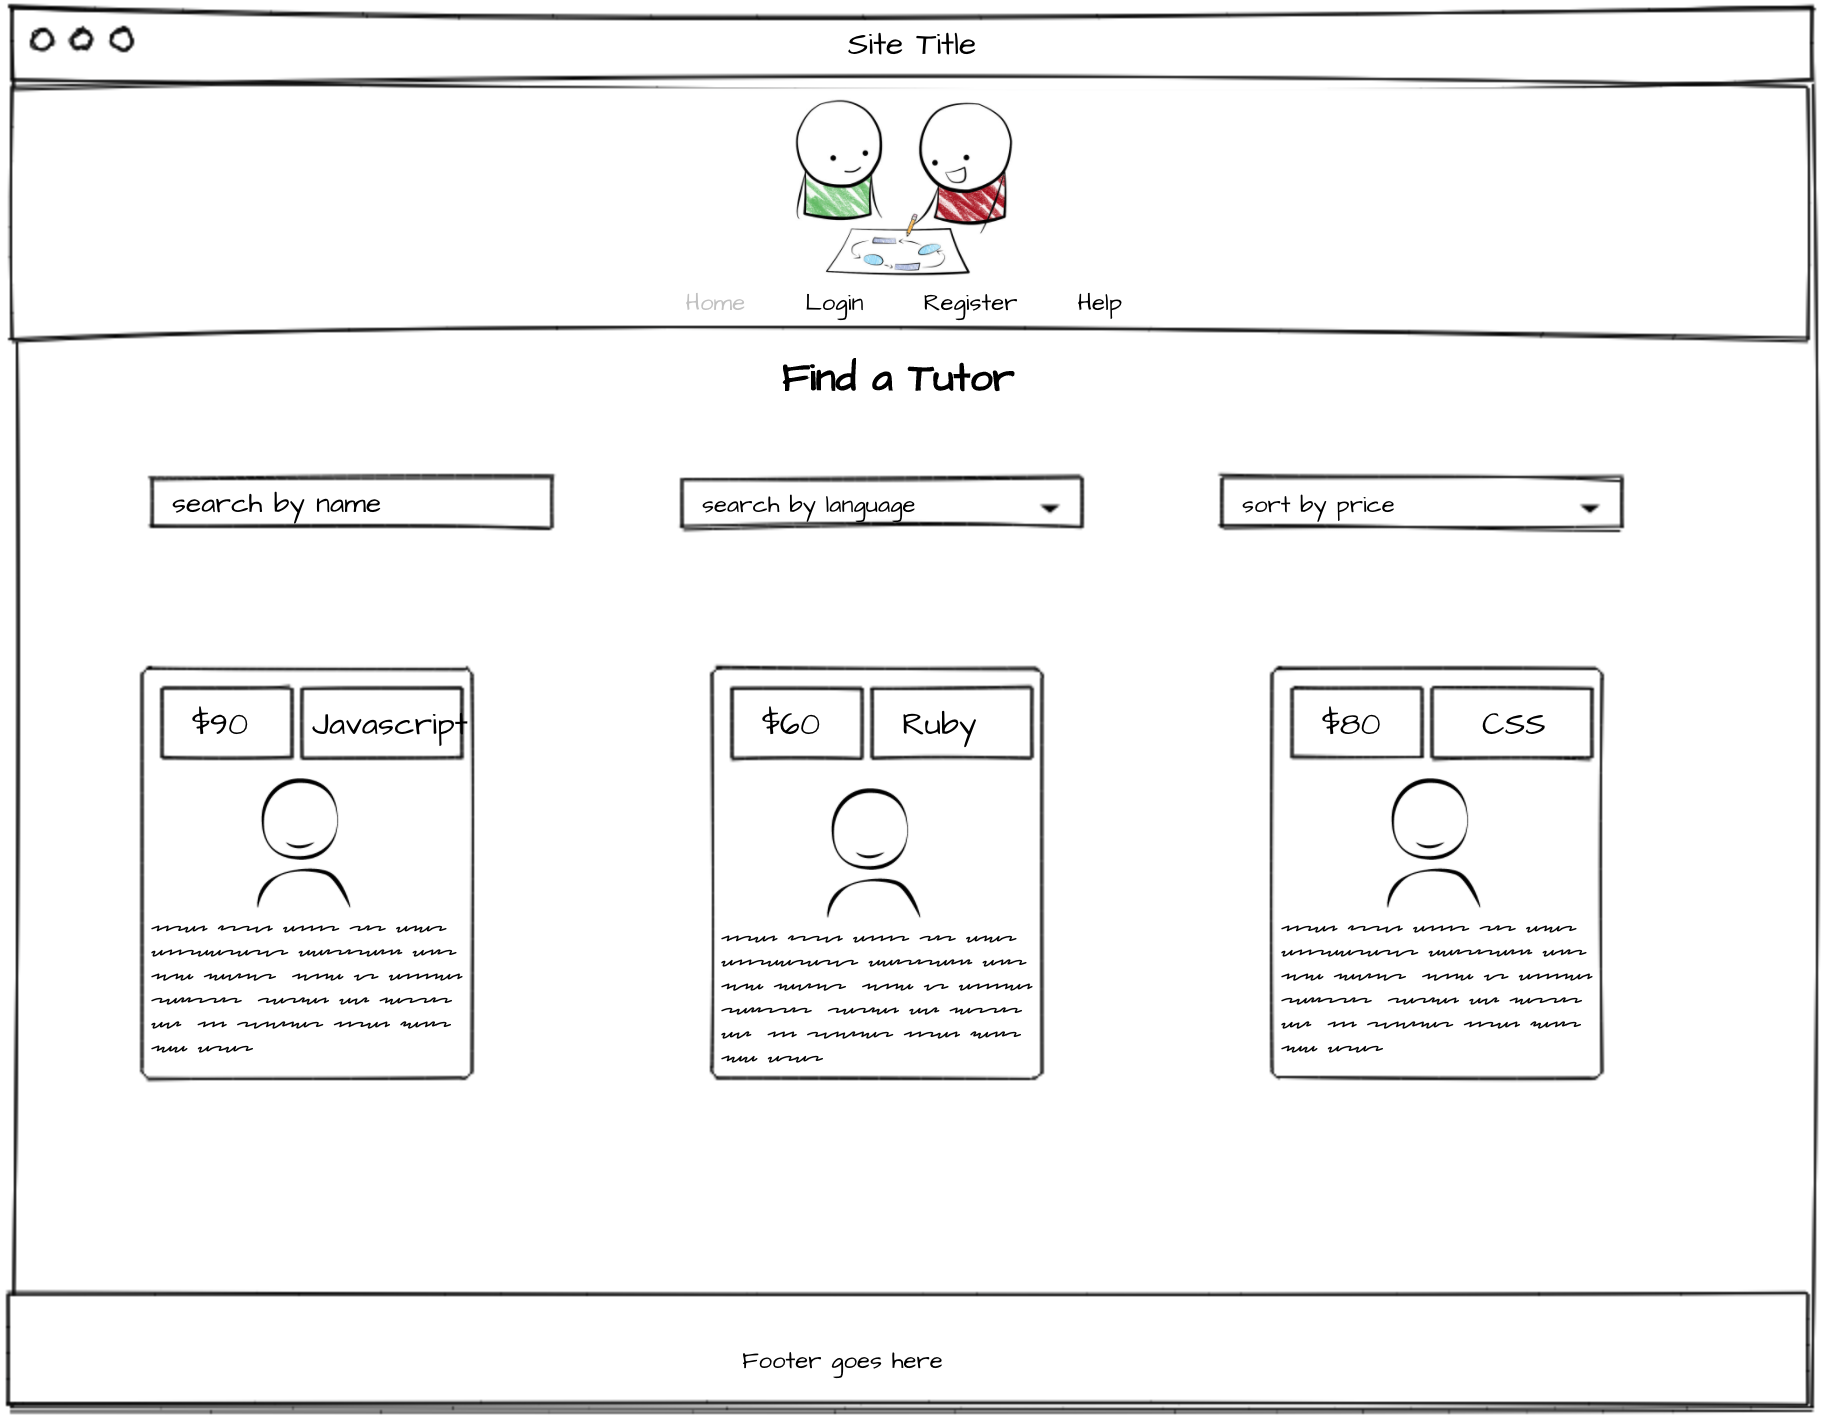 Site Title
Home Login Register Help
Find a Tutor
search by name
search by language
sort by price
$90 Javascript
$60 Ruby
$80 CSS
Footer goes here